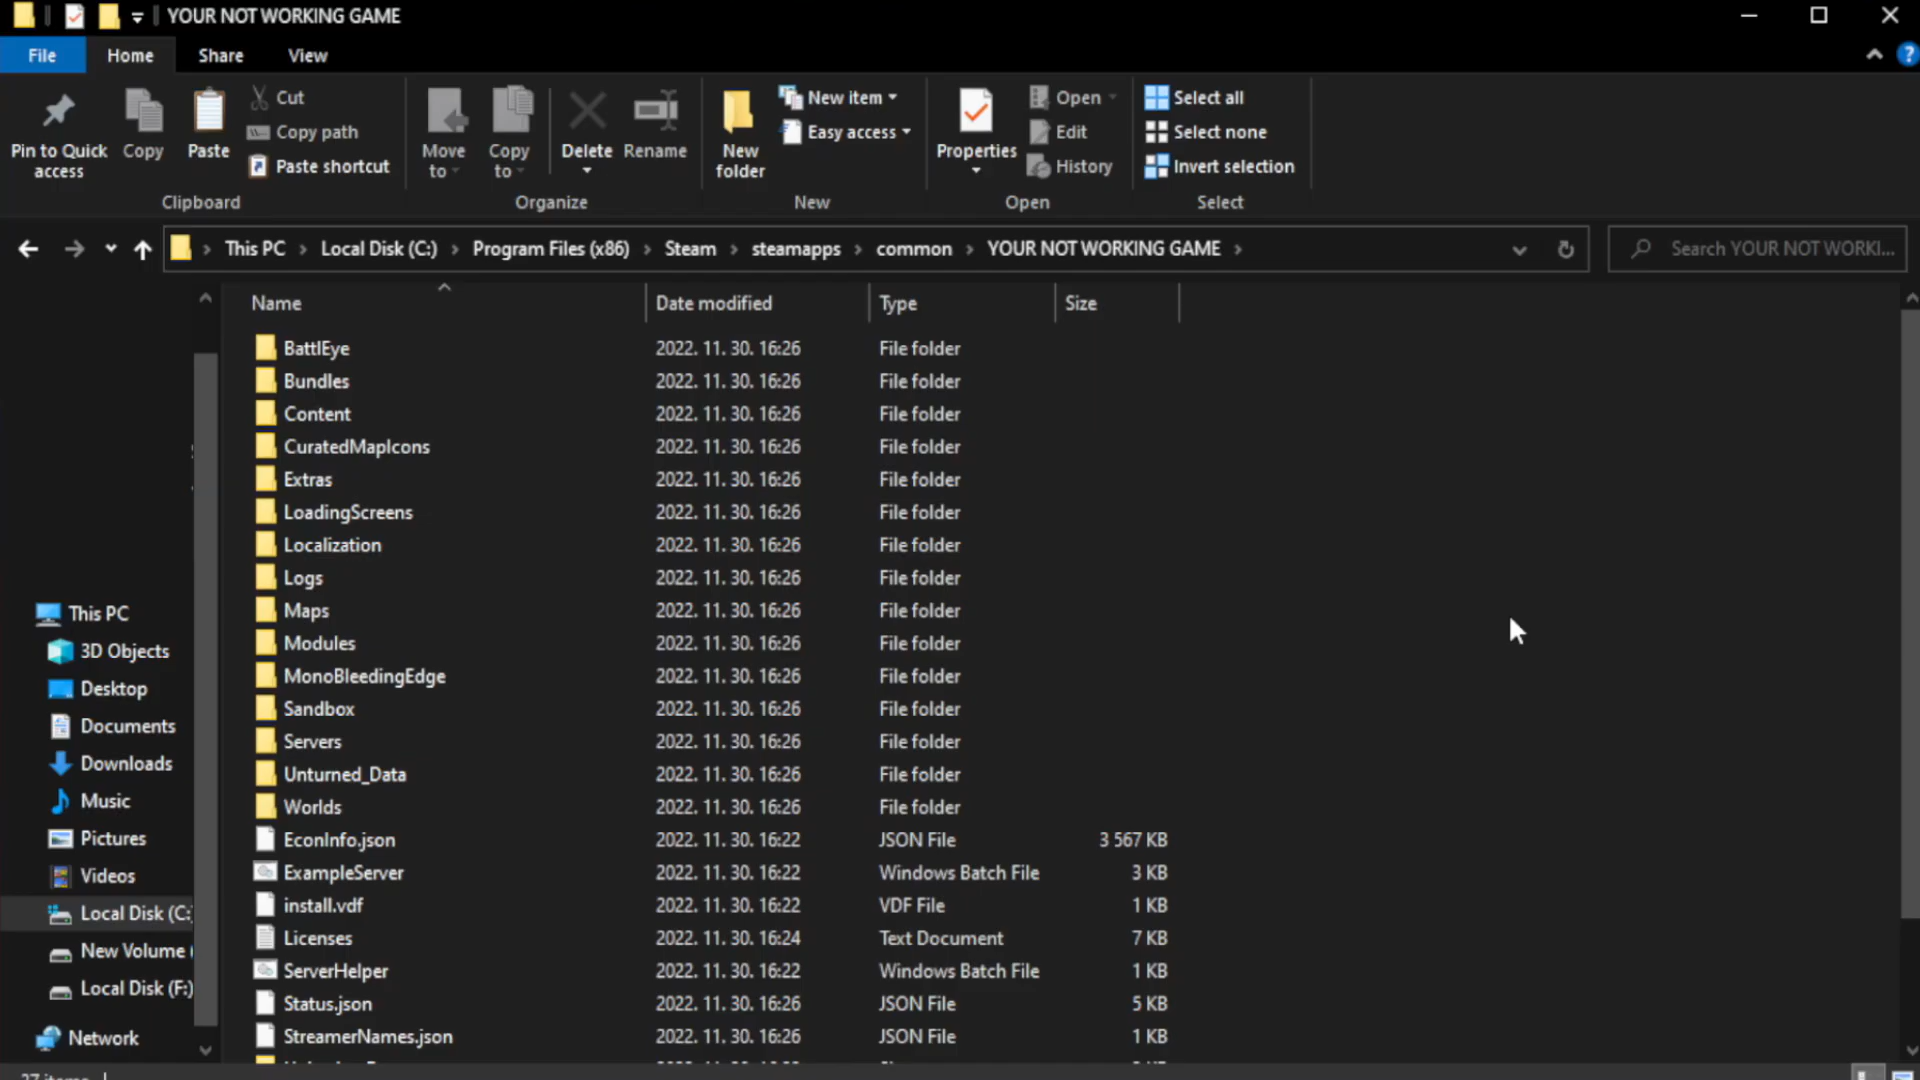 YOUR NOT WORKING GAME
File Home Share View
Pin to Quick access
Copy
Paste
Cut
Copy path
Paste shortcut
Clipboard
Move to
Copy to
Delete
Rename
Organize
New folder
New item
Easy access
New
Properties
Open
Edit
History
Open
Select all
Select none
Invert selection
Select
This PC Local Disk (C:) Program Files (x86) Steam steamapps common YOUR NOT WORKING GAME
Search YOUR NOT WORKI...
This PC
3D Objects
Desktop
Documents
Downloads
Music
Pictures
Videos
Local Disk (C:
New Volume (
Local Disk (F:)
Network
Name Date modified Type Size
BattlEye 2022. 11. 30. 16:26 File folder
Bundles 2022. 11. 30. 16:26 File folder
Content 2022. 11. 30. 16:26 File folder
CuratedMapIcons 2022. 11. 30. 16:26 File folder
Extras 2022. 11. 30. 16:26 File folder
LoadingScreens 2022. 11. 30. 16:26 File folder
Localization 2022. 11. 30. 16:26 File folder
Logs 2022. 11. 30. 16:26 File folder
Maps 2022. 11. 30. 16:26 File folder
Modules 2022. 11. 30. 16:26 File folder
MonoBleedingEdge 2022. 11. 30. 16:26 File folder
Sandbox 2022. 11. 30. 16:26 File folder
Servers 2022. 11. 30. 16:26 File folder
Unturned_Data 2022. 11. 30. 16:26 File folder
Worlds 2022. 11. 30. 16:26 File folder
EconInfo.json 2022. 11. 30. 16:22 JSON File 3 567 KB
ExampleServer 2022. 11. 30. 16:22 Windows Batch File 3 KB
install.vdf 2022. 11. 30. 16:22 VDF File 1 KB
Licenses 2022. 11. 30. 16:24 Text Document 7 KB
ServerHelper 2022. 11. 30. 16:22 Windows Batch File 1 KB
Status.json 2022. 11. 30. 16:26 JSON File 5 KB
StreamerNames.json 2022. 11. 30. 16:26 JSON File 1 KB